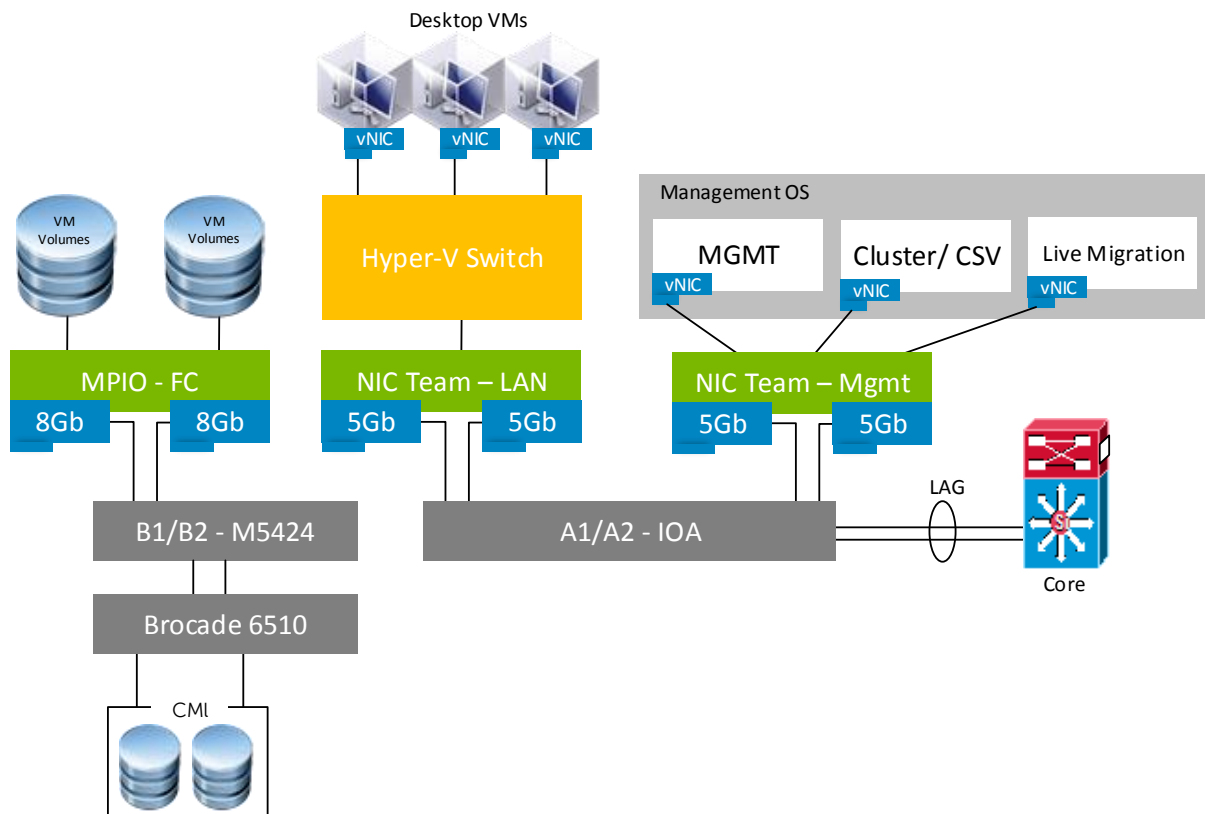 Desktop VMs
vNIC
vNIC
vNIC
VM
Volumes
VM
Volumes
Hyper-V Switch
Management OS
MGMT
Cluster/ CSV
Live Migration
vNIC
vNIC
vNIC
MPIO - FC
NIC Team – LAN
NIC Team – Mgmt
8Gb
8Gb
5Gb
5Gb
5Gb
5Gb
LAG
B1/B2 - M5424
A1/A2 - IOA
Si
Core
Brocade 6510
CMl